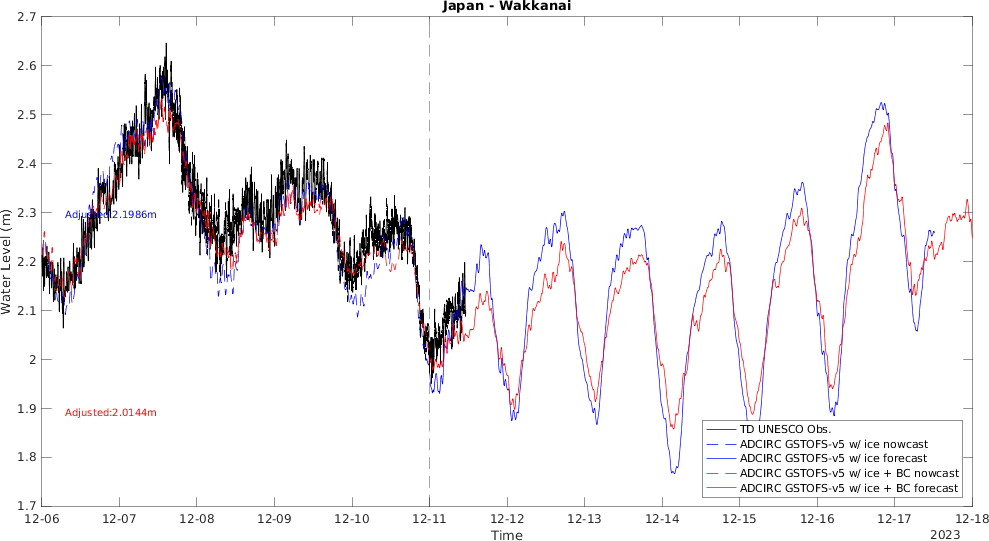 Japan - Wakkanai
2.7
2.6
2.5
2.4
2.3
2.2
2.1
2
1.9
1.8
1.7
Water Level (m)
Adjusted:2.1986m
Adjusted:2.0144m
TD UNESCO Obs.
ADCIRC GSTOFS-v5 w/ ice nowcast
ADCIRC GSTOFS-v5 w/ ice forecast
ADCIRC GSTOFS-v5 w/ ice + BC nowcast
ADCIRC GSTOFS-v5 w/ ice + BC forecast
12-06 12-07 12-08 12-09 12-10 12-11 12-12 12-13 12-14 12-15 12-16 12-17 12-18
Time
2023